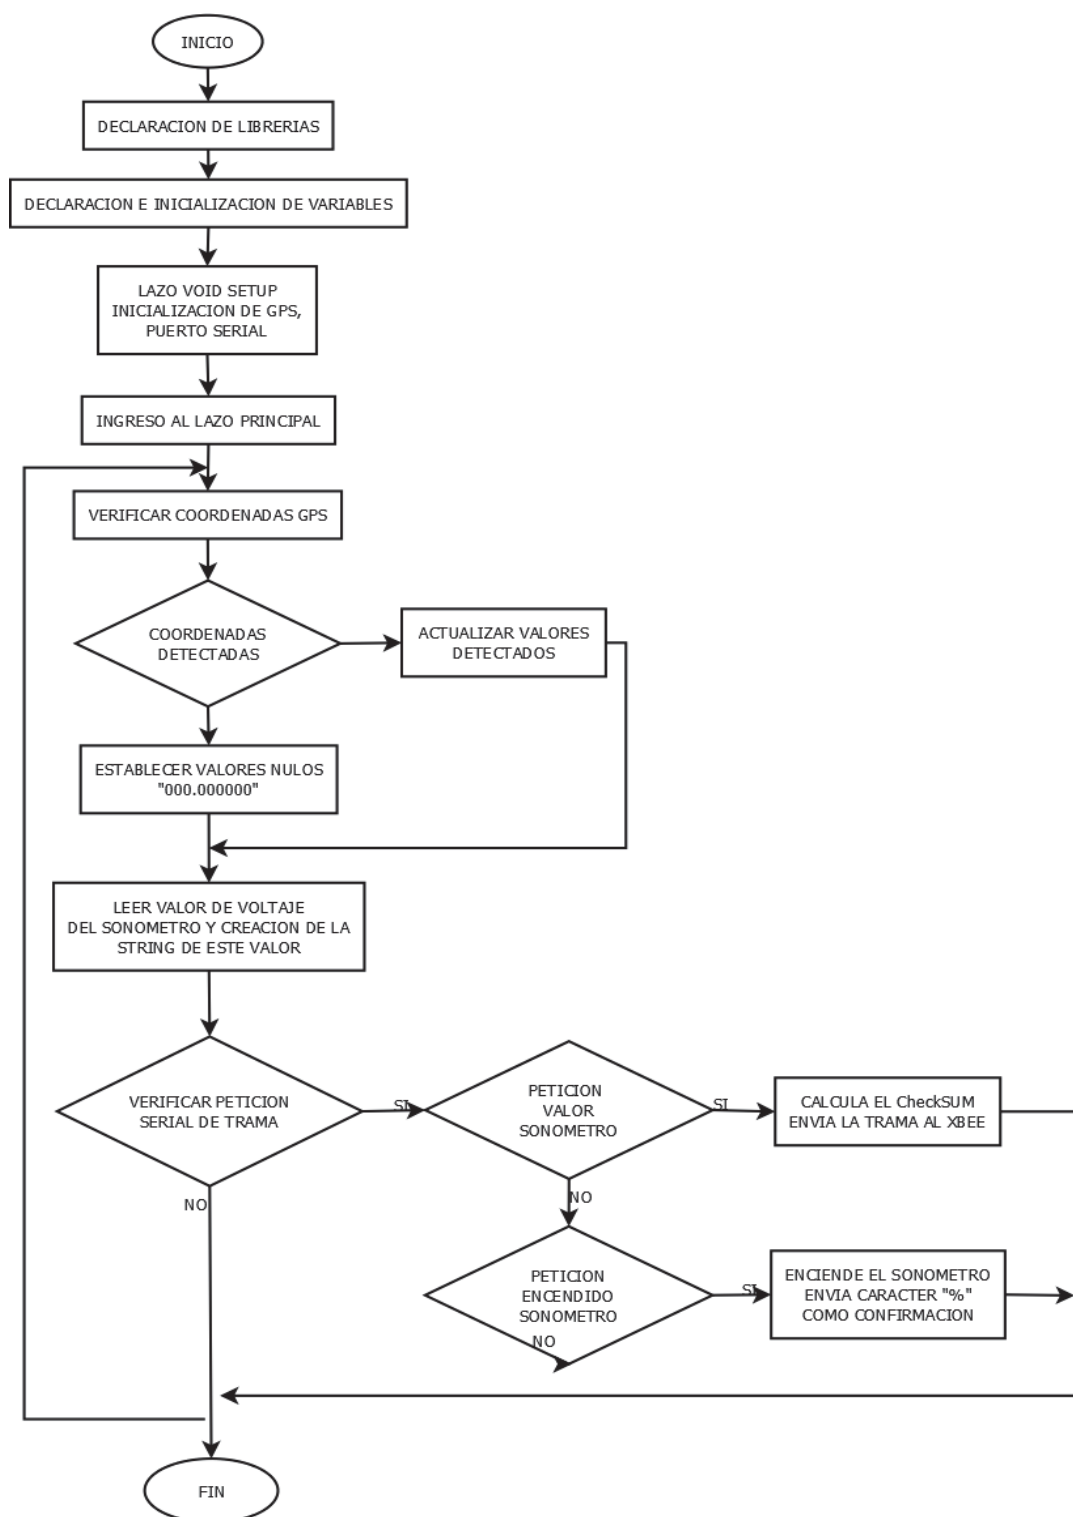 INICIO
DECLARACION DE LIBRERIAS
DECLARACION E INICIALIZACION DE VARIABLES
LAZO VOID SETUP
INICIALIZACION DE GPS,
PUERTO SERIAL
INGRESO AL LAZO PRINCIPAL
VERIFICAR COORDENADAS GPS
COORDENADAS
DETECTADAS
ACTUALIZAR VALORES
DETECTADOS
ESTABLECER VALORES NULOS
"000.000000"
LEER VALOR DE VOLTAJE
DEL SONOMETRO Y CREACION DE LA
STRING DE ESTE VALOR
VERIFICAR PETICION
SERIAL DE TRAMA
SI
PETICION
VALOR
SONOMETRO
SI
CALCULA EL CheckSUM
ENVIA LA TRAMA AL XBEE
NO
NO
PETICION
ENCENDIDO
SONOMETRO
SI
ENCIENDE EL SONOMETRO
ENVIA CARACTER "%"
COMO CONFIRMACION
NO
FIN